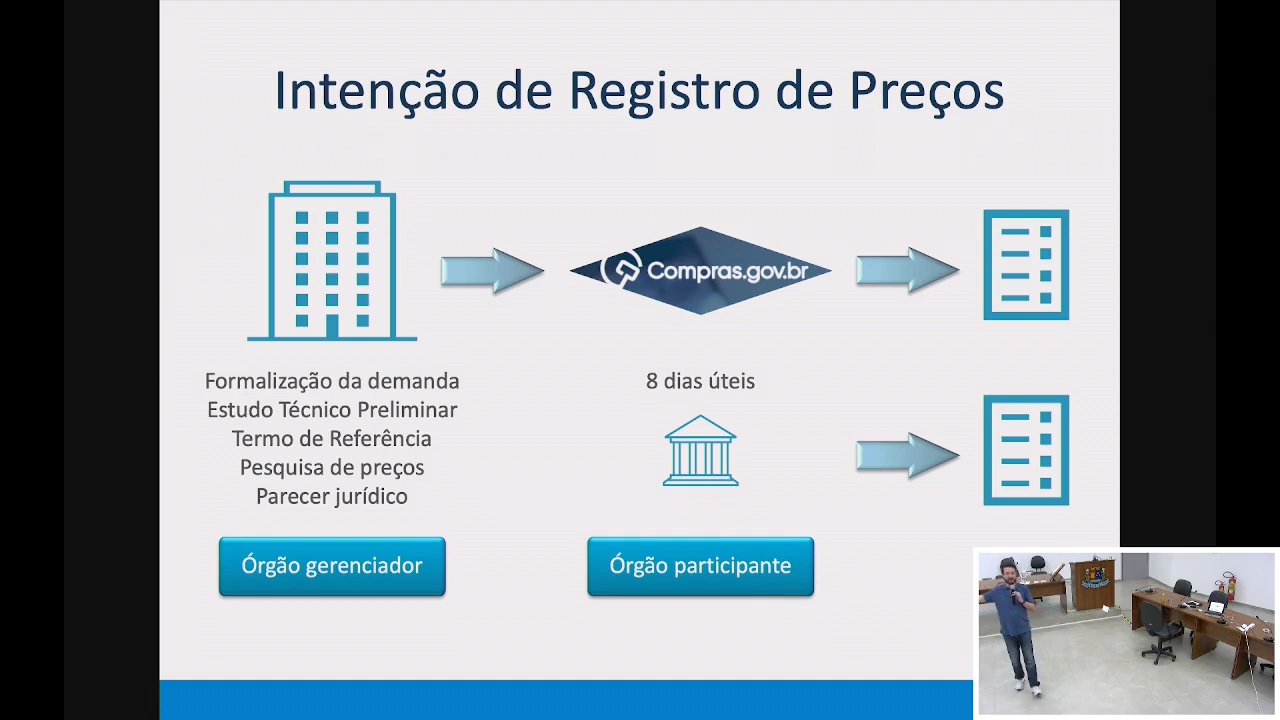 Intenção de Registro de Preços
Compras.gov.br
Formalização da demanda
Estudo Técnico Preliminar
Termo de Referência
Pesquisa de preços
Parecer jurídico
8 dias úteis
Órgão gerenciador
Órgão participante